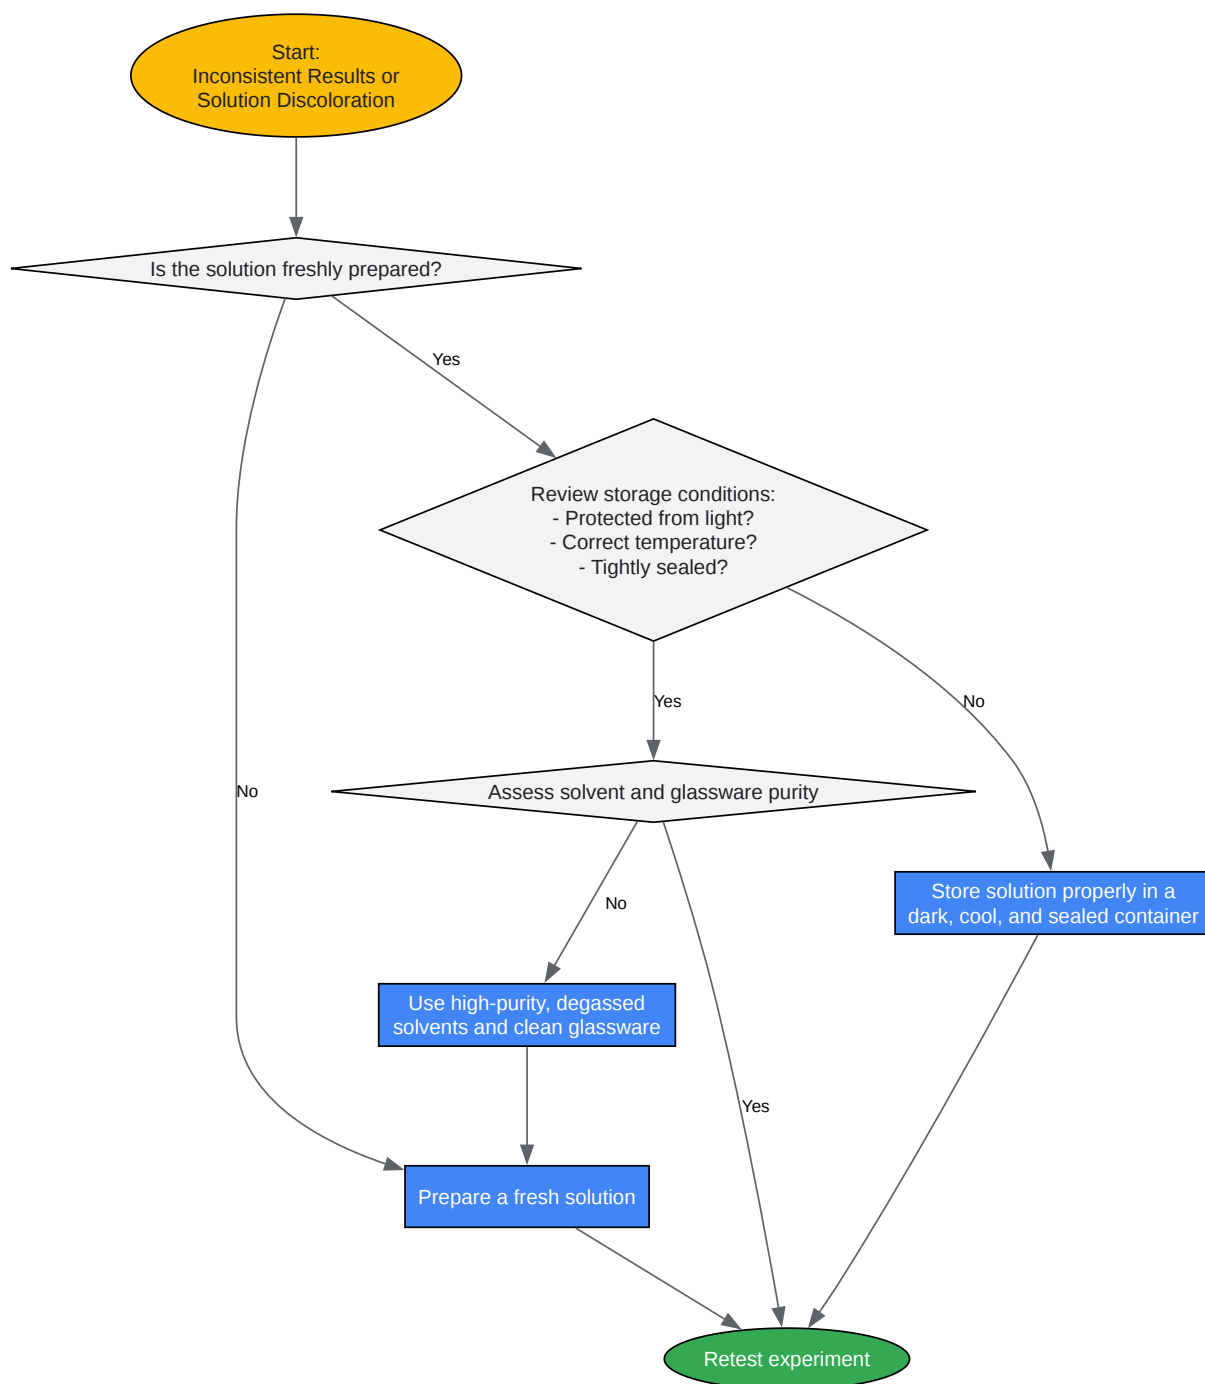 Start:
Inconsistent Results or
Solution Discoloration
Is the solution freshly prepared?
Yes
Review storage conditions:
- Protected from light?
- Correct temperature?
- Tightly sealed?
Yes
No
No
Assess solvent and glassware purity
No
Store solution properly in a
dark, cool, and sealed container
Use high-purity, degassed
solvents and clean glassware
Yes
Prepare a fresh solution
Retest experiment